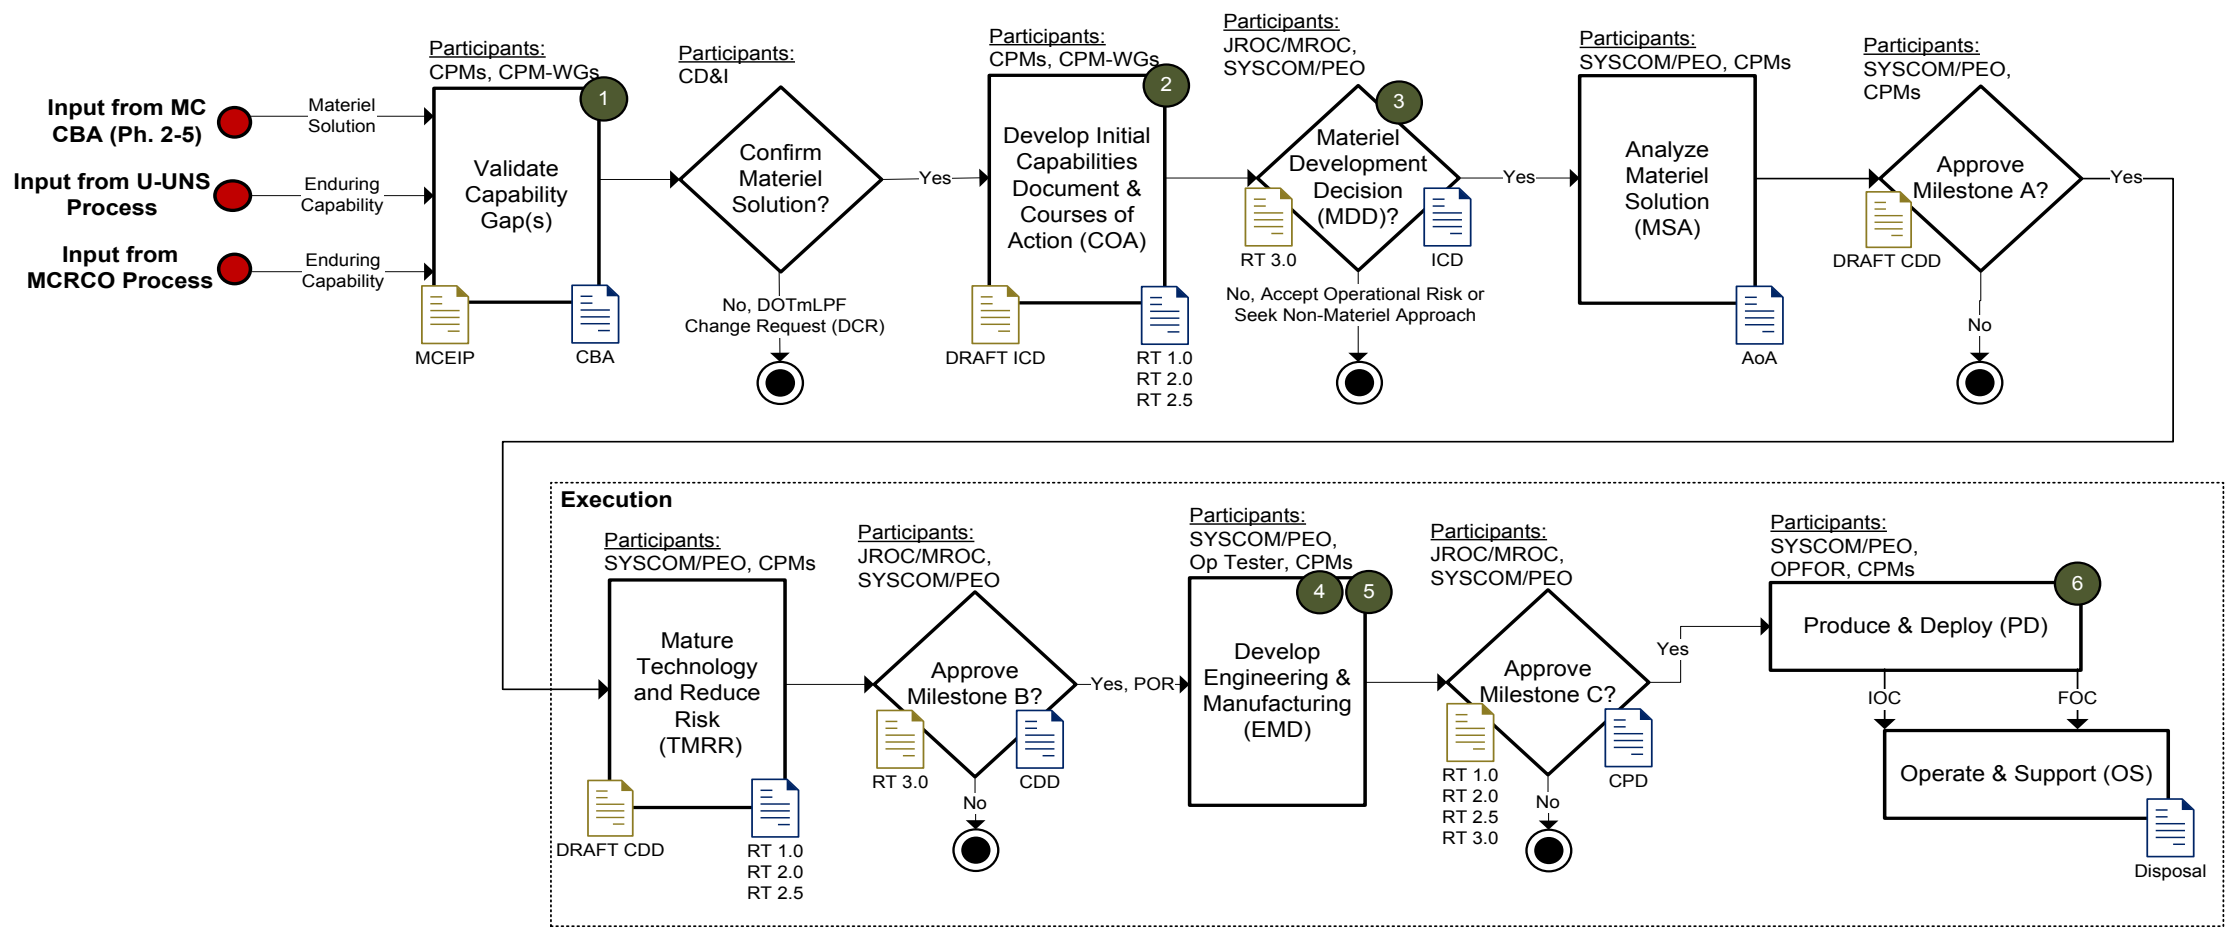 Input from MC
CBA (Ph. 2-5)
Input from U-UNS
Process
Input from
MCRCO Process
Materiel
Solution
Enduring
Capability
Enduring
Capability
Participants:
CPMs, CPM-WGs
1
Validate
Capability
Gap(s)
MCEIP
CBA
Participants:
CD&I
Confirm
Materiel
Solution?
No, DOTmLPF
Change Request (DCR)
Yes
Participants:
CPMs, CPM-WGs
2
Develop Initial
Capabilities
Document &
Courses of
Action (COA)
DRAFT ICD
RT 1.0
RT 2.0
RT 2.5
Participants:
JROC/MROC,
SYSCOM/PEO
3
Materiel
Development
Decision
(MDD)?
RT 3.0
ICD
No, Accept Operational Risk or
Seek Non-Materiel Approach
Yes
Participants:
SYSCOM/PEO, CPMs
Analyze
Materiel
Solution
(MSA)
AoA
Participants:
SYSCOM/PEO,
CPMs
Approve
Milestone A?
DRAFT CDD
No
Yes
Execution
Participants:
SYSCOM/PEO, CPMs
Mature
Technology
and Reduce
Risk
(TMRR)
DRAFT CDD
RT 1.0
RT 2.0
RT 2.5
Participants:
JROC/MROC,
SYSCOM/PEO
Approve
Milestone B?
RT 3.0
CDD
No
Yes, POR
Participants:
SYSCOM/PEO,
Op Tester, CPMs
4
5
Develop
Engineering &
Manufacturing
(EMD)
Participants:
JROC/MROC,
SYSCOM/PEO
Approve
Milestone C?
RT 1.0
RT 2.0
RT 2.5
RT 3.0
CPD
No
Yes
Participants:
SYSCOM/PEO,
OPFOR, CPMs
6
Produce & Deploy (PD)
IOC
FOC
Operate & Support (OS)
Disposal